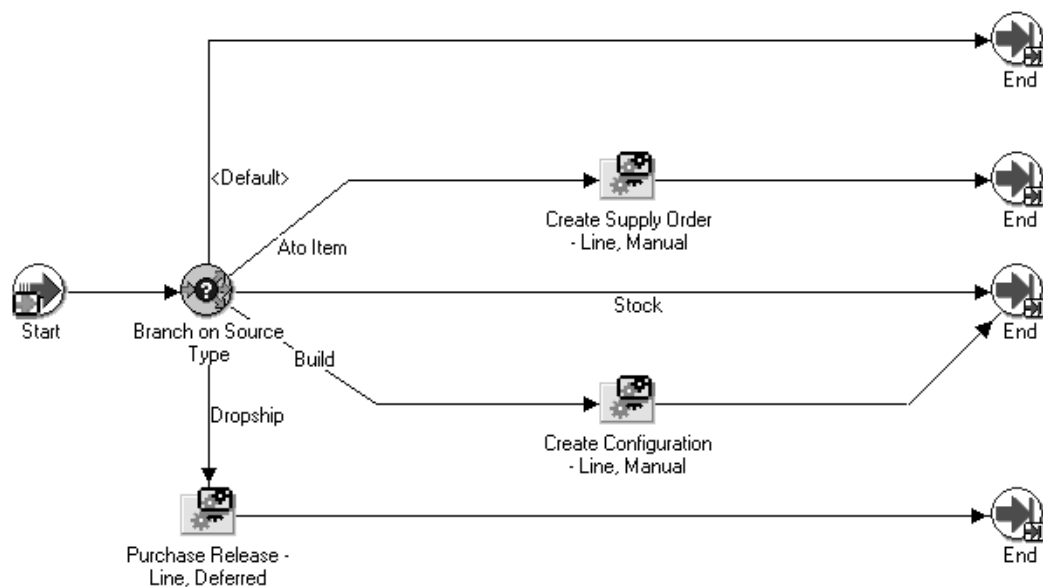 End
<Default>
Create Supply Order
- Line, Manual
End
Ato Item
Start
Branch on Source
Type
Stock
End
Build
Dropship
Create Configuration
- Line, Manual
Purchase Release -
Line, Deferred
End